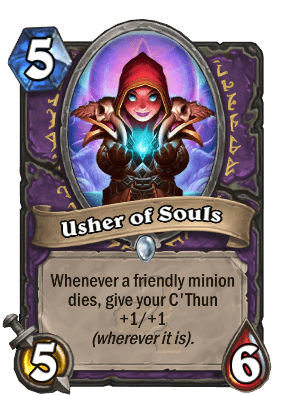 5
Usher of Souls
Whenever a friendly minion
dies, give your C'Thun
+1/+1
(wherever it is).
5
6